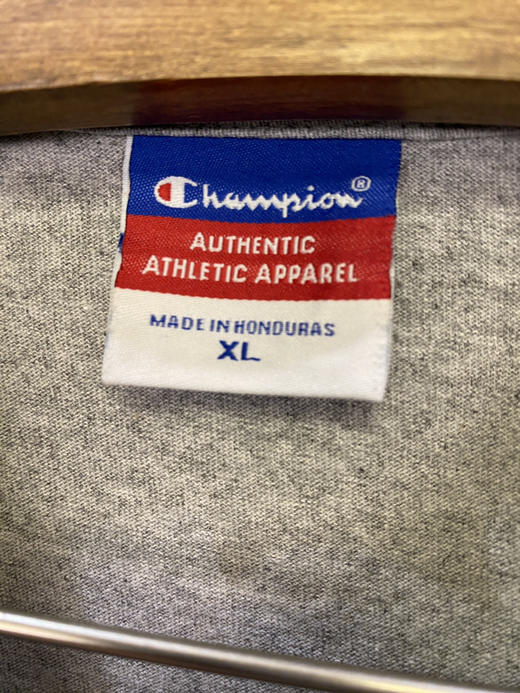 Champion®
AUTHENTIC
ATHLETIC APPAREL
MADE IN HONDURAS
XL